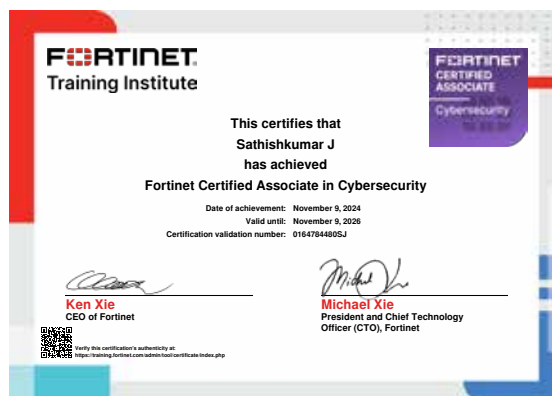 FORTINET
Training Institute
FORTINET
CERTIFIED
ASSOCIATE
Cybersecurity
This certifies that
Sathishkumar J
has achieved
Fortinet Certified Associate in Cybersecurity
Date of achievement: November 9, 2024
Valid until: November 9, 2026
Certification validation number: 0164784480SJ
Ken Xie
CEO of Fortinet
Michael Xie
President and Chief Technology
Officer (CTO), Fortinet
Verify this certification's authenticity at:
https://training.fortinet.com/admin/tool/certificate/index.php